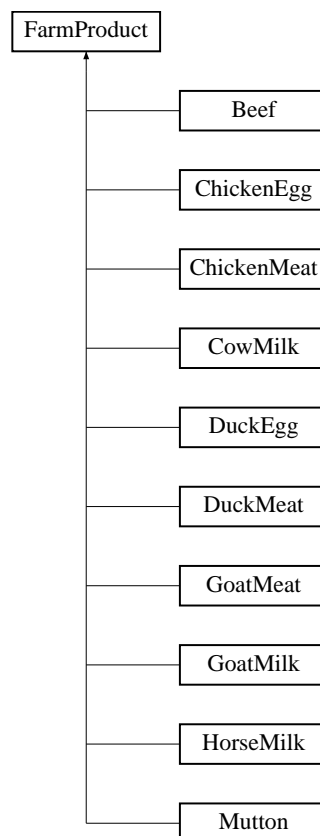 FarmProduct
Beef
ChickenEgg
ChickenMeat
CowMilk
DuckEgg
DuckMeat
GoatMeat
GoatMilk
HorseMilk
Mutton